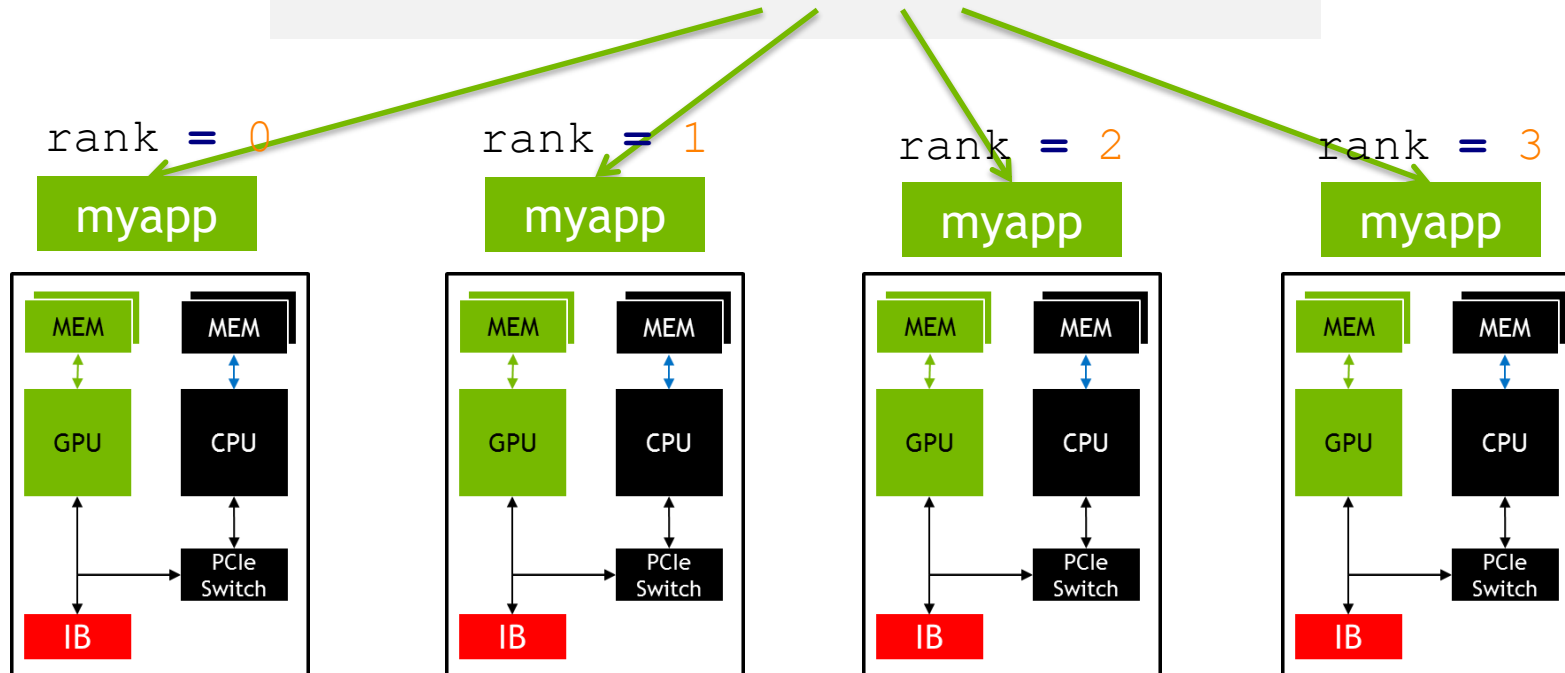 rank = 0
rank = 1
rank = 2
rank = 3
myapp
myapp
myapp
myapp
MEM
MEM
MEM
MEM
MEM
MEM
MEM
MEM
GPU
CPU
GPU
CPU
GPU
CPU
GPU
CPU
PCIe
Switch
PCIe
Switch
PCIe
Switch
PCIe
Switch
IB
IB
IB
IB